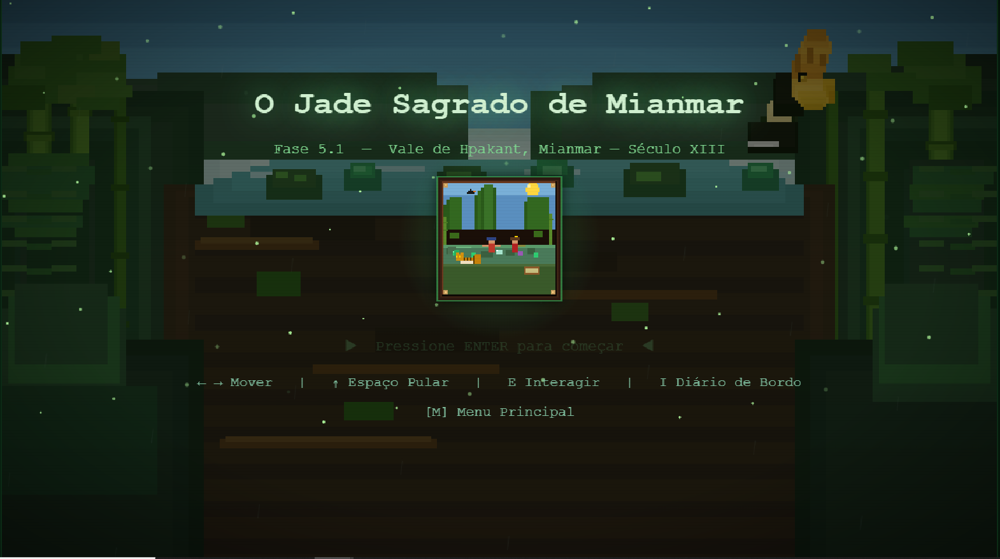 O Jade Sagrado de Mianmar
Fase 5.1 — Vale de Hpakant, Mianmar — Século XIII
▶ Pressione ENTER para começar ◀
← → Mover | ↑ Espaço Pular | E Interagir | I Diário de Bordo
[M] Menu Principal